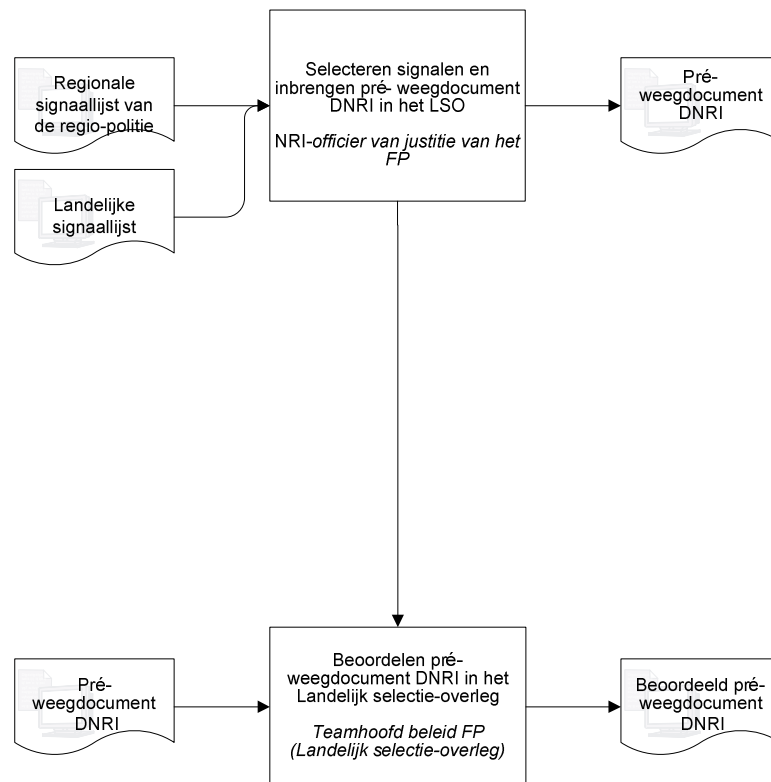 Regionale
signaallijst van
de regio-politie
Selecteren signalen en
inbrengen pré- weegdocument
DNRI in het LSO
NRI-officier van justitie van het
FP
Pré-
weegdocument
DNRI
Landelijke
signaallijst
Pré-
weegdocument
DNRI
Beoordelen pré-
weegdocument DNRI in het
Landelijk selectie-overleg
Teamhoofd beleid FP
(Landelijk selectie-overleg)
Beoordeeld pré-
weegdocument
DNRI